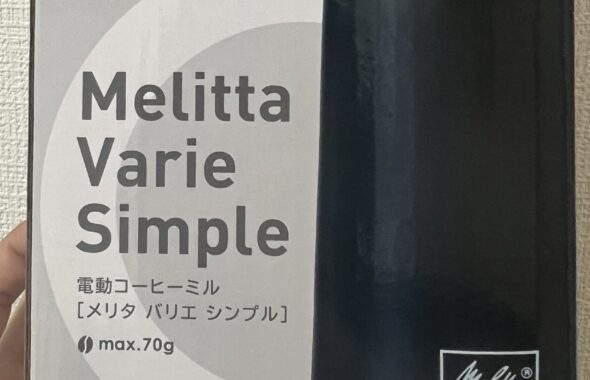 Melitta
Varie
Simple
電動コーヒーミル
[メリタ バリエ シンプル]
max.70g